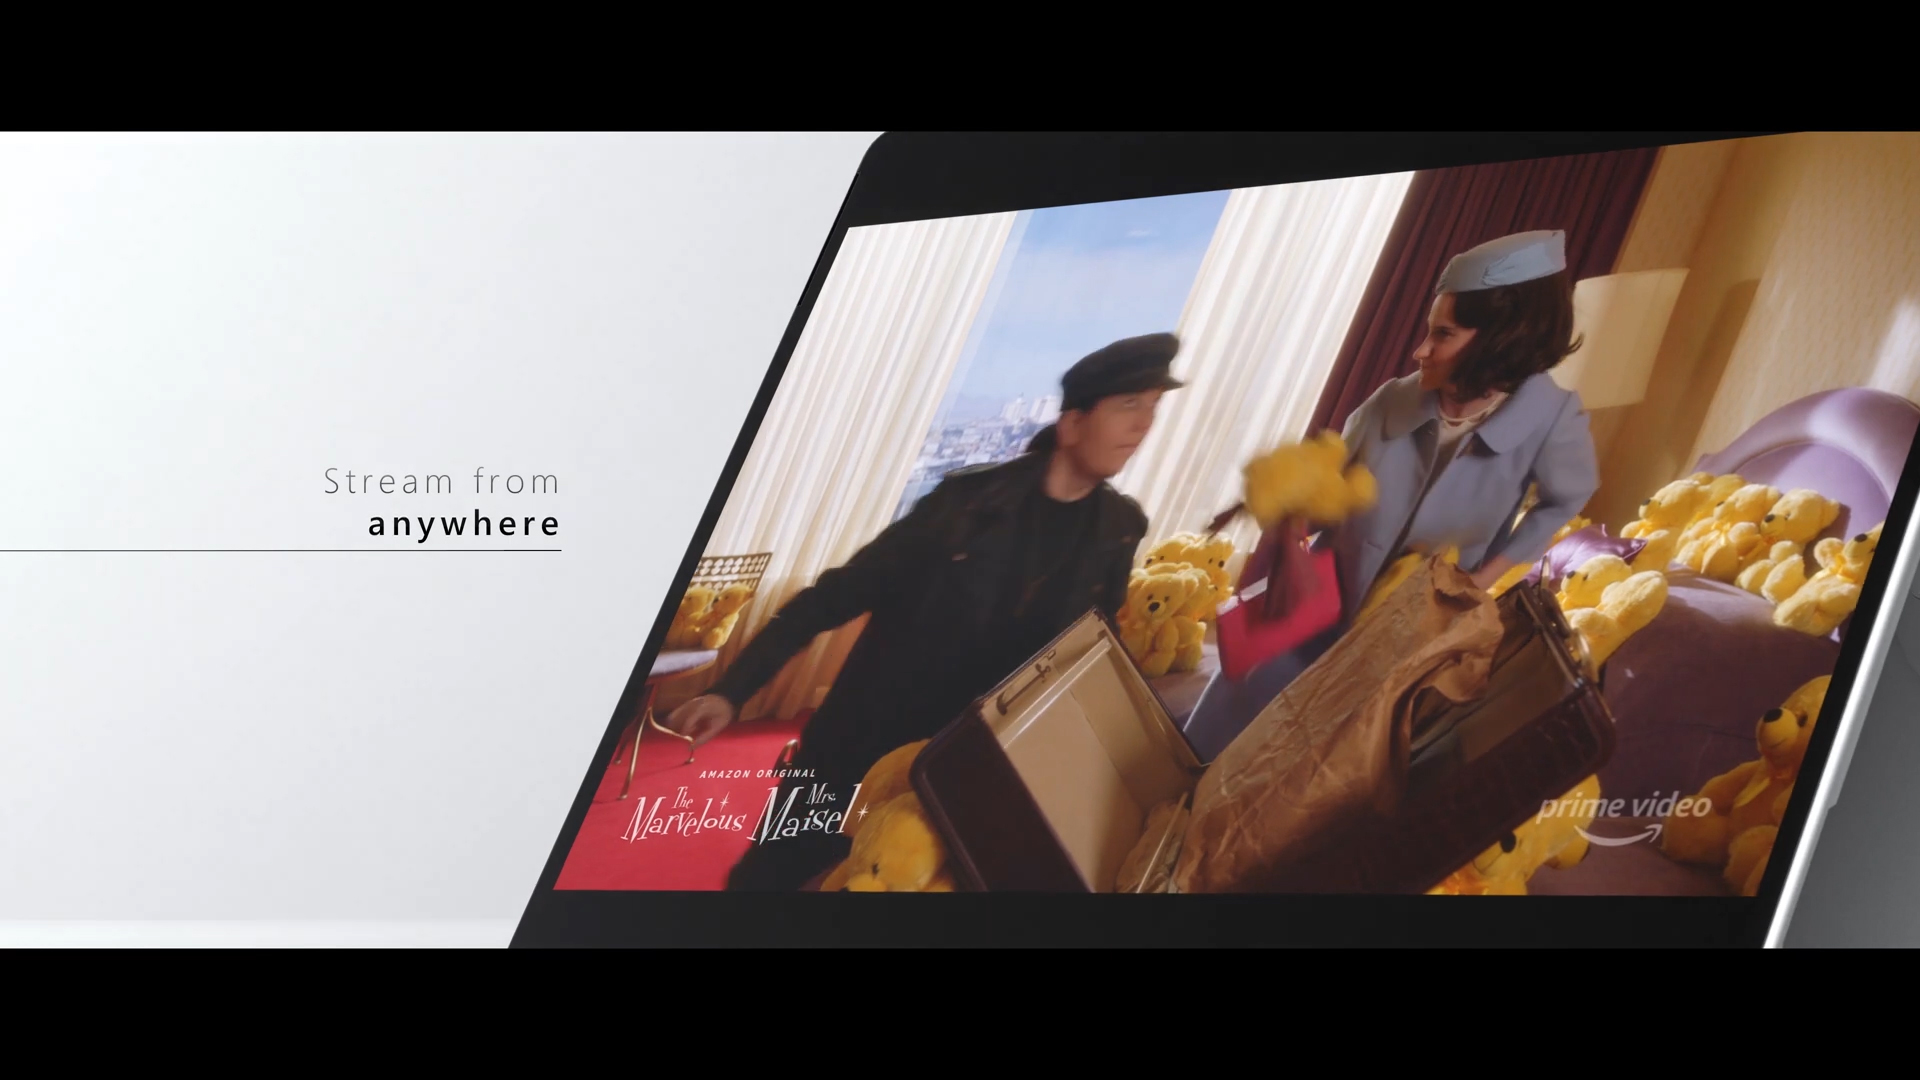 Stream from
anywhere
AMAZON ORIGINAL
The Marvelous Mrs. Maisel
prime video